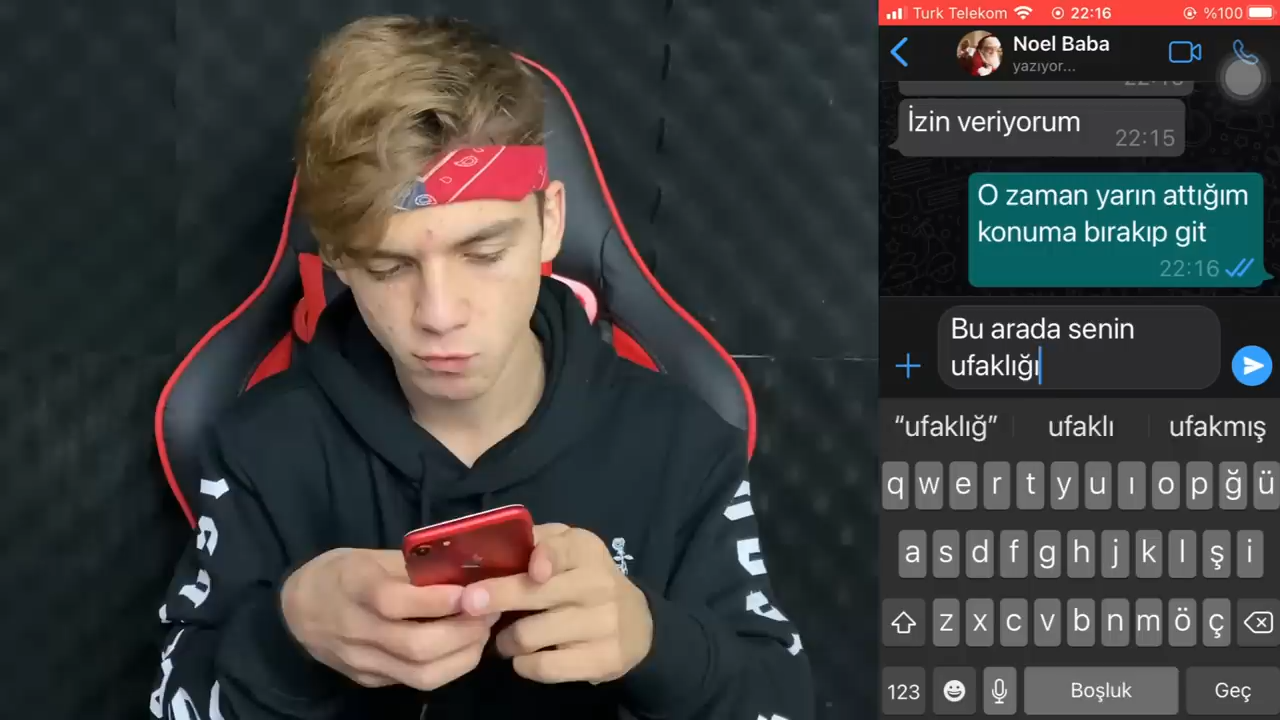 Turk Telekom 22:16 %100
Noel Baba
yazıyor...
İzin veriyorum
22:15
O zaman yarın attığım
konuma bırakıp git
22:16
Bu arada senin
ufaklığı
“ufaklığ” ufaklı ufakmış
q w e r t y u ı o p ğ ü
a s d f g h j k l ş i
z x c v b n m ö ç
123 Boşluk Geç